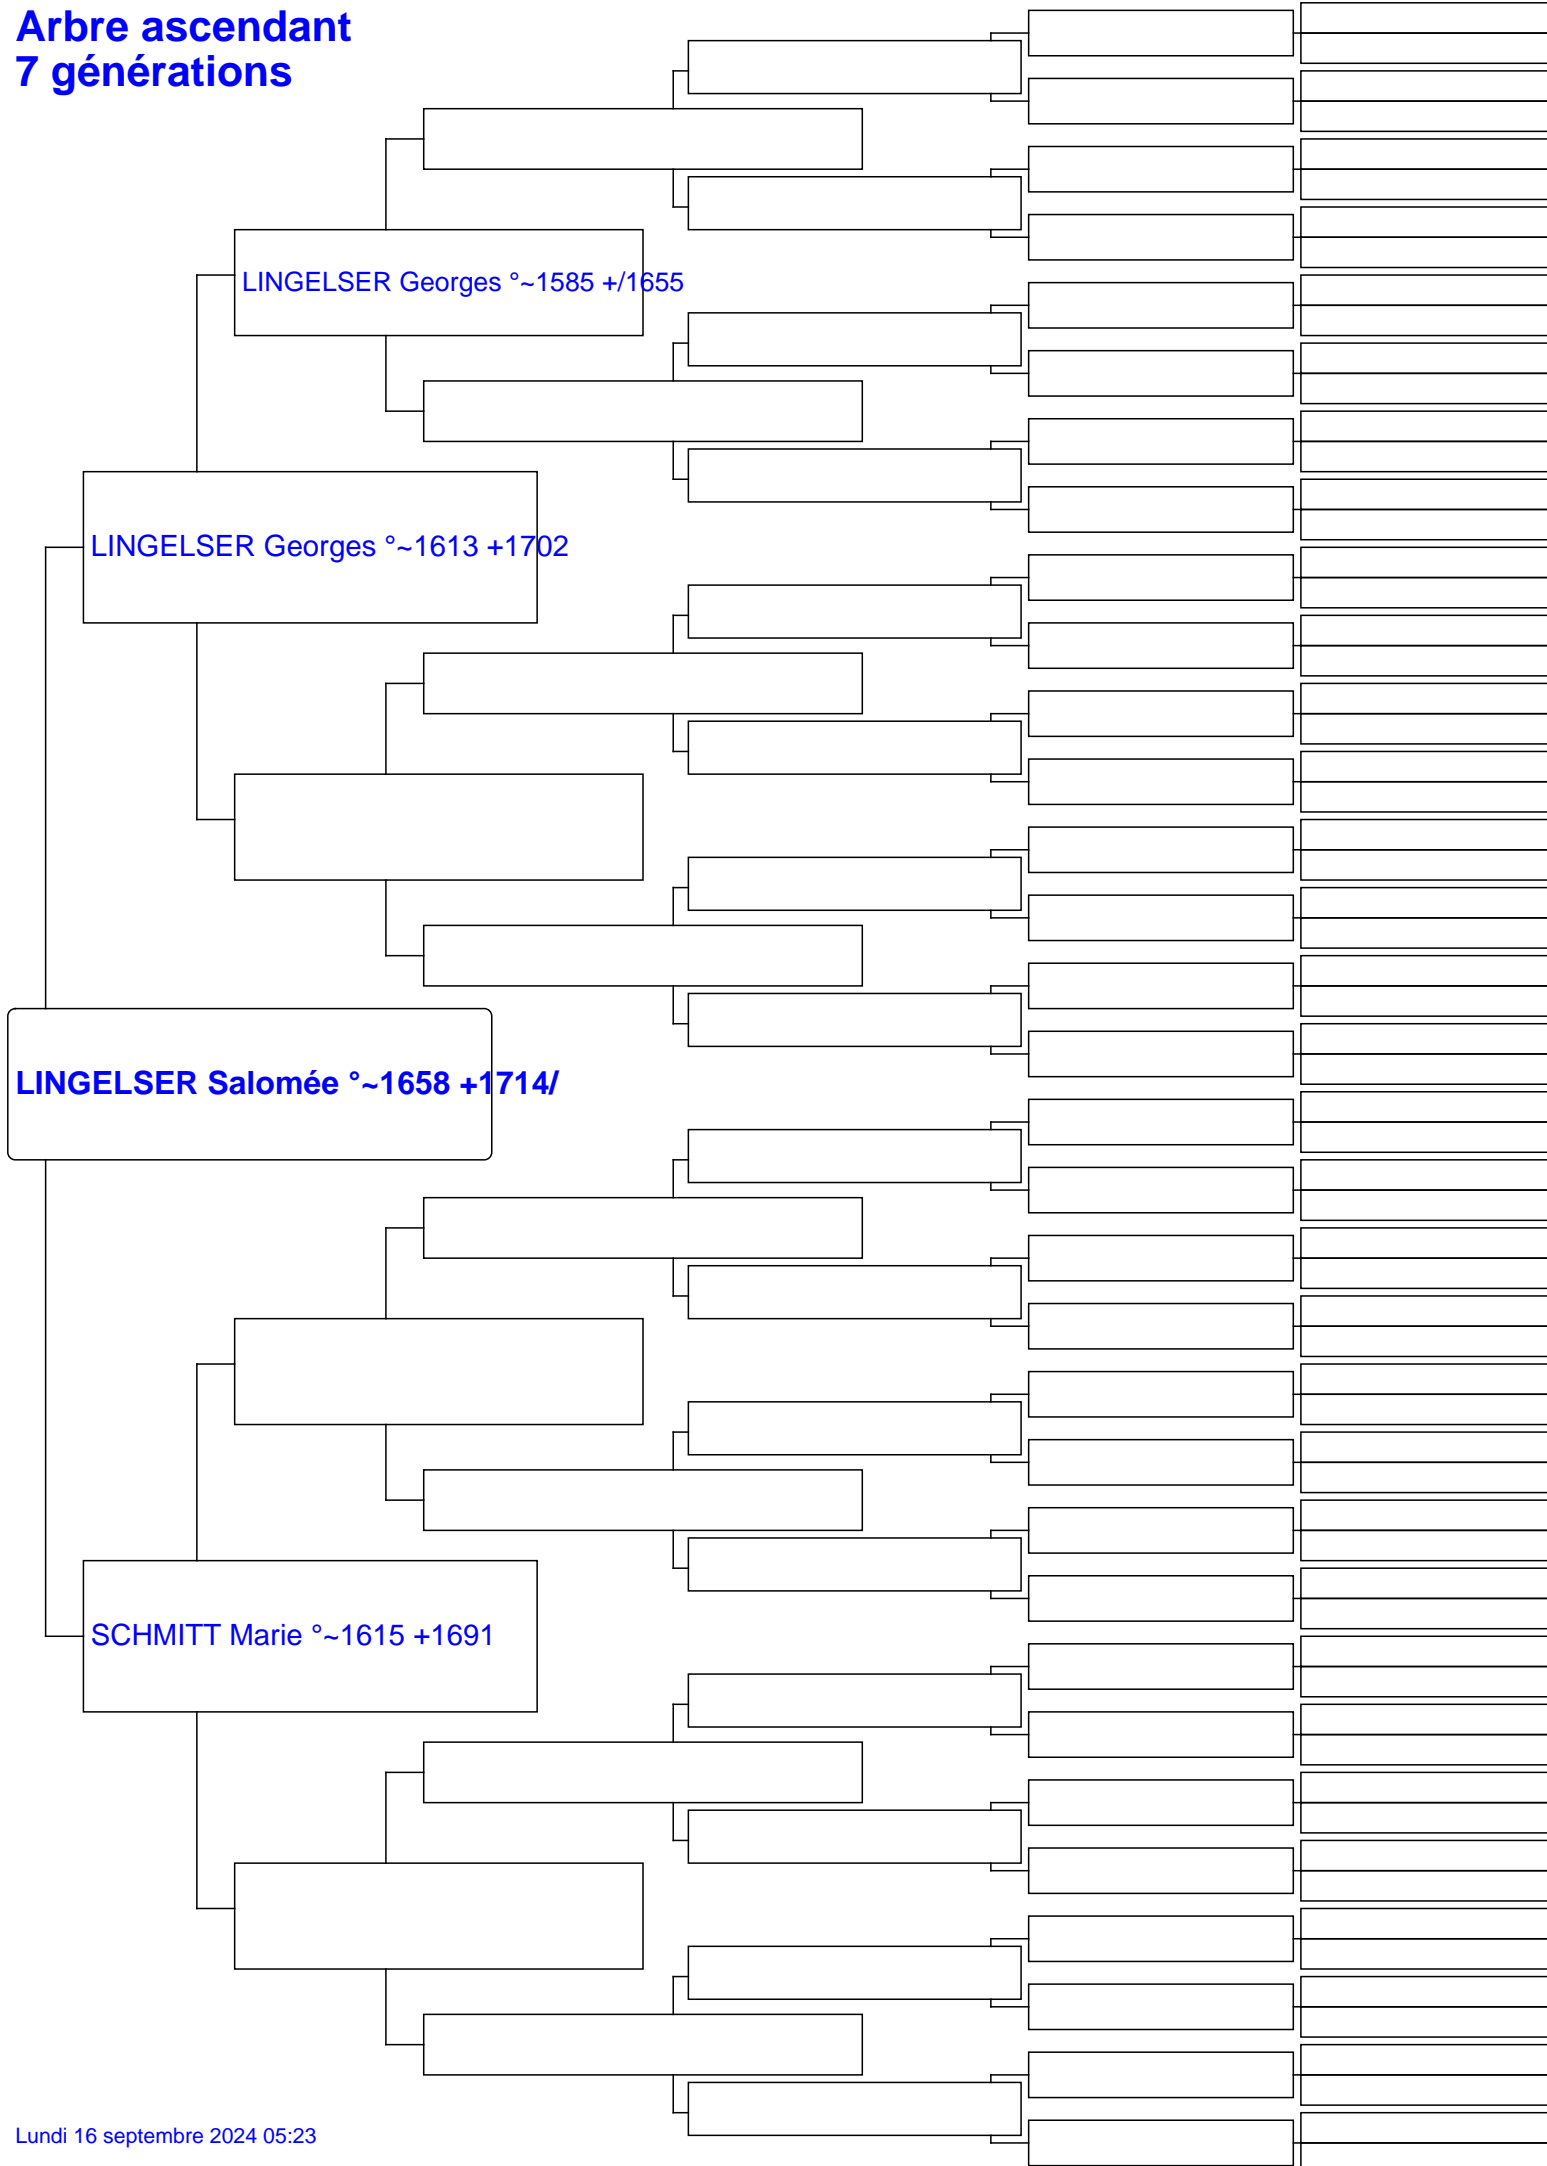 Arbre ascendant
7 générations
LINGELSER Georges °~1585 +/1655
LINGELSER Georges °~1613 +1702
LINGELSER Salomée °~1658 +1714/
SCHMITT Marie °~1615 +1691
Lundi 16 septembre 2024 05:23